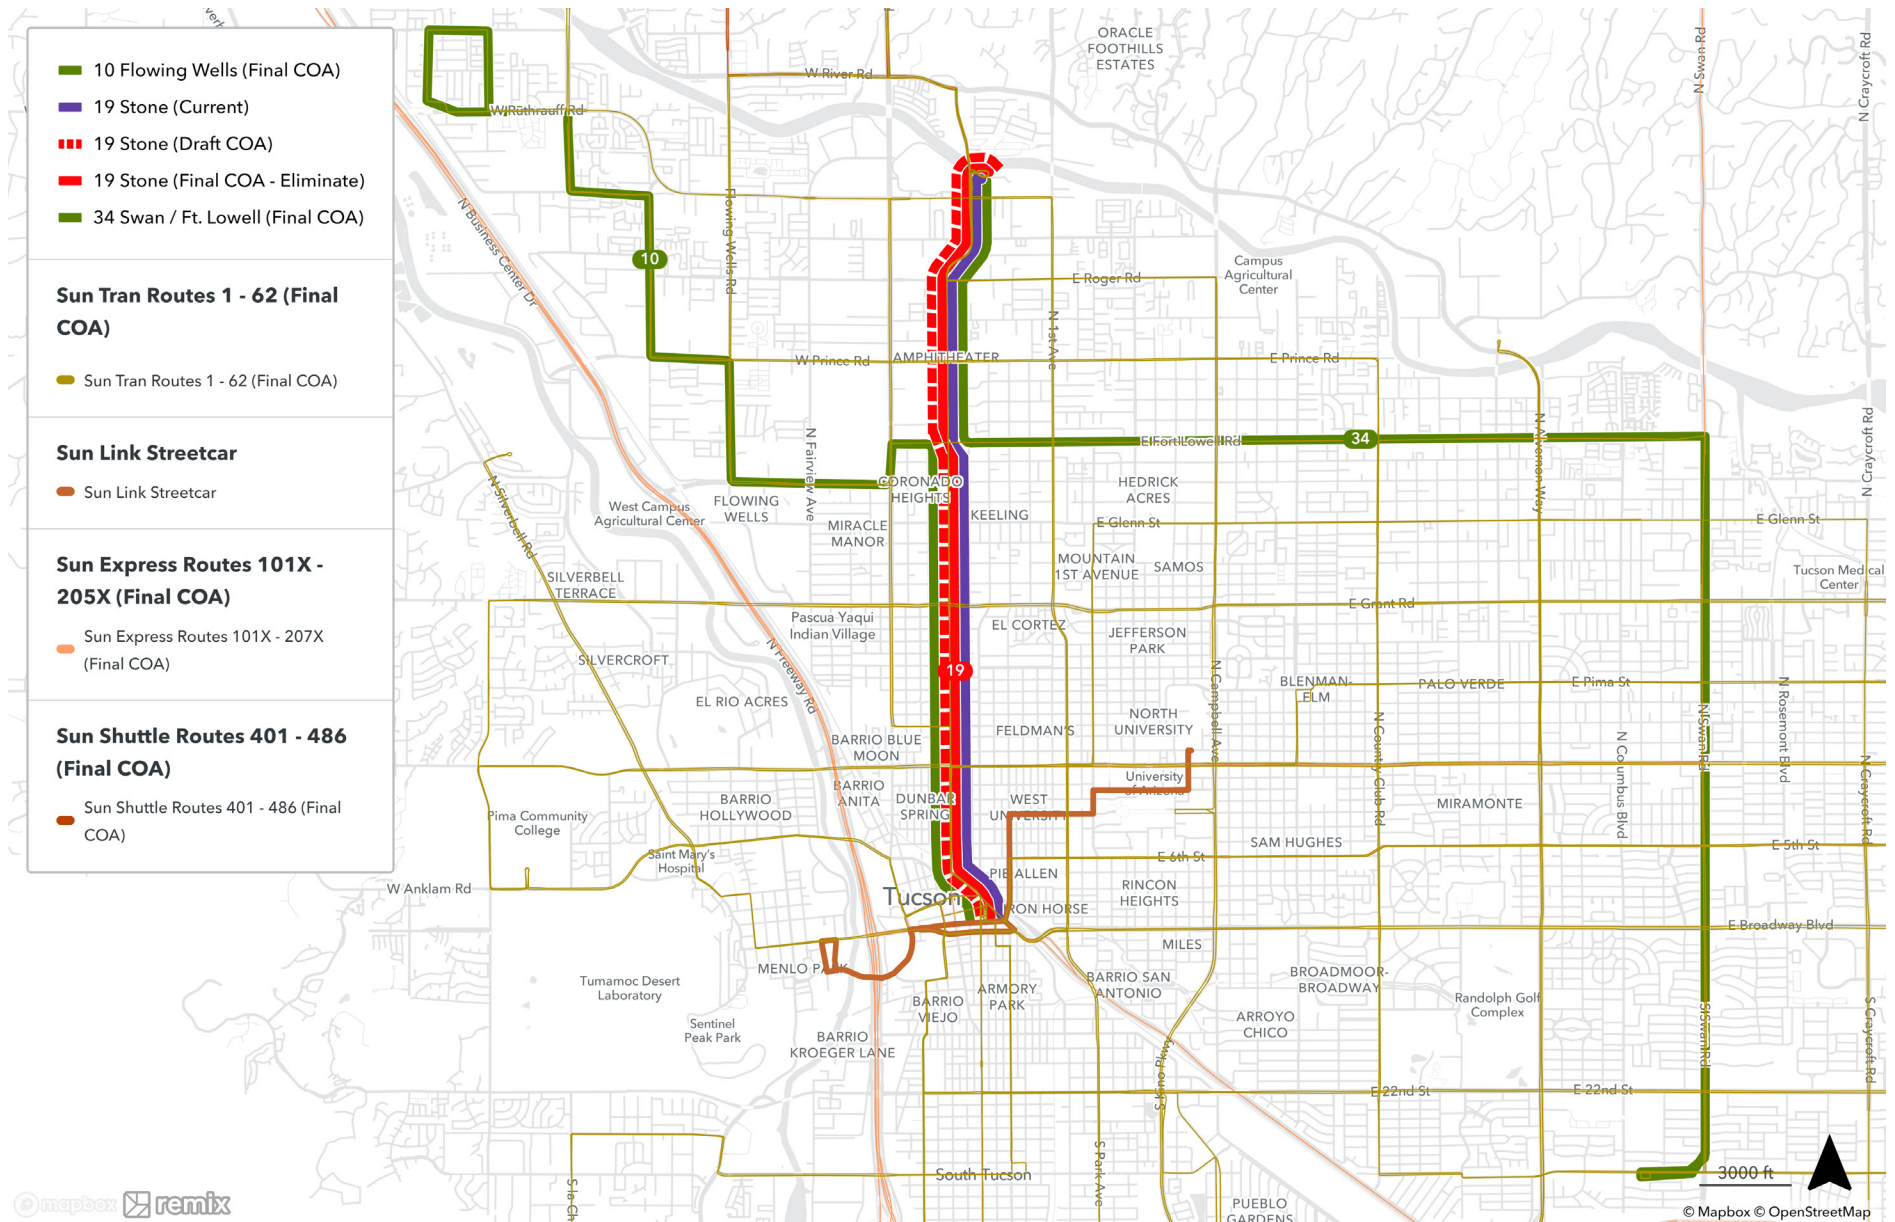 10 Flowing Wells (Final COA)
19 Stone (Current)
19 Stone (Draft COA)
19 Stone (Final COA - Eliminate)
34 Swan / Ft. Lowell (Final COA)
Sun Tran Routes 1 - 62 (Final
COA)
Sun Tran Routes 1 - 62 (Final COA)
Sun Link Streetcar
Sun Link Streetcar
Sun Express Routes 101X -
205X (Final COA)
Sun Express Routes 101X - 207X
(Final COA)
Sun Shuttle Routes 401 - 486
(Final COA)
Sun Shuttle Routes 401 - 486 (Final
COA)
ORACLE
FOOTHILLS
ESTATES
N Swan Rd
N Craycroft Rd
W River Rd
W Ruthrauff Rd
N Business Center Dr
Flowing Wells Rd
10
Campus
Agricultural
Center
E Roger Rd
N 1st Ave
W Prince Rd
AMPHITHEATER
E Prince Rd
N Fairview Ave
E Fort Lowell Rd
34
N Alvernon Way
N Craycroft Rd
N Silverbell Rd
CORONADO
HEIGHTS
HEDRICK
ACRES
FLOWING
WELLS
West Campus
Agricultural Center
KEELING
MIRACLE
MANOR
E Glenn St
E Glenn St
MOUNTAIN
1ST AVENUE
SAMOS
Tucson Medical
Center
SILVERBELL
TERRACE
E Grant Rd
Pascua Yaqui
Indian Village
EL CORTEZ
JEFFERSON
PARK
SILVERCROFT
N Freeway Rd
19
N Campbell Ave
BLENMAN-
ELM
PALO VERDE
E Pima St
N Rosemont Blvd
EL RIO ACRES
NORTH
UNIVERSITY
FELDMAN'S
BARRIO BLUE
MOON
N Country Club Rd
N Columbus Blvd
N Swan Rd
N Craycroft Rd
University
of Arizona
BARRIO
ANITA
BARRIO
HOLLYWOOD
DUNBAR
SPRING
WEST
UNIVERSITY
MIRAMONTE
Pima Community
College
SAM HUGHES
E 5th St
E 6th St
Saint Mary's
Hospital
PIE ALLEN
W Anklam Rd
Tucson
RINCON
HEIGHTS
IRON HORSE
E Broadway Blvd
MILES
MENLO PARK
Tumamoc Desert
Laboratory
BARRIO SAN
ANTONIO
BROADMOOR-
BROADWAY
ARMORY
PARK
BARRIO
VIEJO
Randolph Golf
Complex
Sentinel
Peak Park
ARROYO
CHICO
BARRIO
KROEGER LANE
S Swan Rd
S Craycroft Rd
S Kino Pkwy
E 22nd St
E 22nd St
S Park Ave
South Tucson
3000 ft
PUEBLO
GARDENS
mapbox
remix
© Mapbox © OpenStreetMap